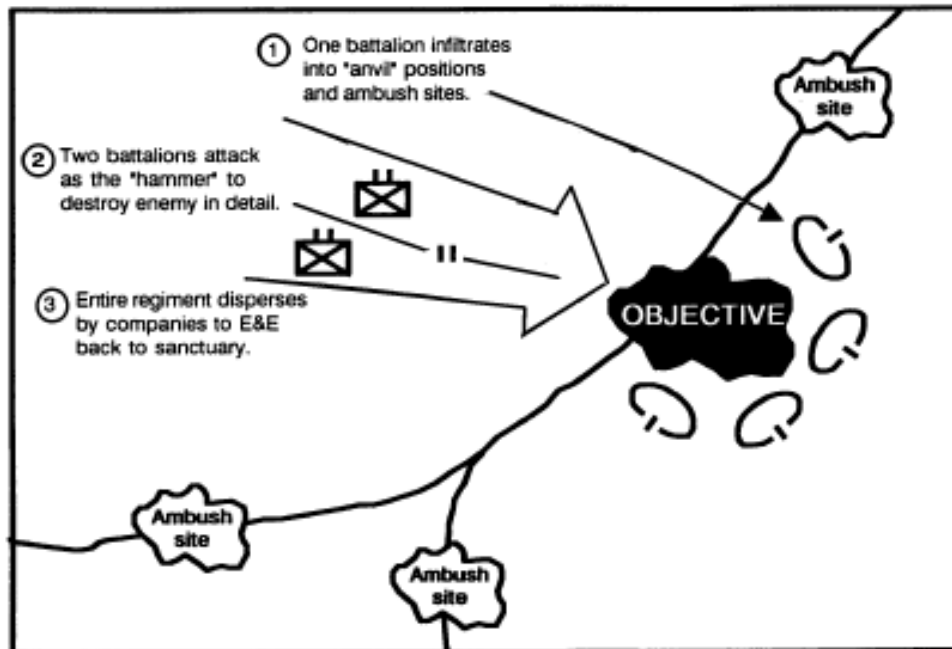 1 One battalion infiltrates
into "anvil" positions
and ambush sites.
2 Two battalions attack
as the "hammer" to
destroy enemy in detail.
3 Entire regiment disperses
by companies to E&E
back to sanctuary.
Ambush
site
OBJECTIVE
Ambush
site
Ambush
site